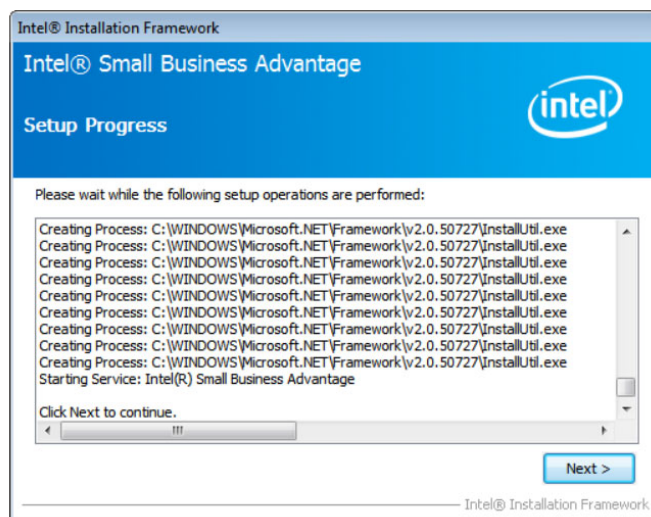 Intel® Installation Framework
Intel® Small Business Advantage
Setup Progress
intel
Please wait while the following setup operations are performed:
Creating Process: C:\WINDOWS\Microsoft.NET\Framework\v2.0.50727\InstallUtil.exe
Creating Process: C:\WINDOWS\Microsoft.NET\Framework\v2.0.50727\InstallUtil.exe
Creating Process: C:\WINDOWS\Microsoft.NET\Framework\v2.0.50727\InstallUtil.exe
Creating Process: C:\WINDOWS\Microsoft.NET\Framework\v2.0.50727\InstallUtil.exe
Creating Process: C:\WINDOWS\Microsoft.NET\Framework\v2.0.50727\InstallUtil.exe
Creating Process: C:\WINDOWS\Microsoft.NET\Framework\v2.0.50727\InstallUtil.exe
Creating Process: C:\WINDOWS\Microsoft.NET\Framework\v2.0.50727\InstallUtil.exe
Creating Process: C:\WINDOWS\Microsoft.NET\Framework\v2.0.50727\InstallUtil.exe
Creating Process: C:\WINDOWS\Microsoft.NET\Framework\v2.0.50727\InstallUtil.exe
Starting Service: Intel(R) Small Business Advantage
Click Next to continue.
Next >
Intel® Installation Framework